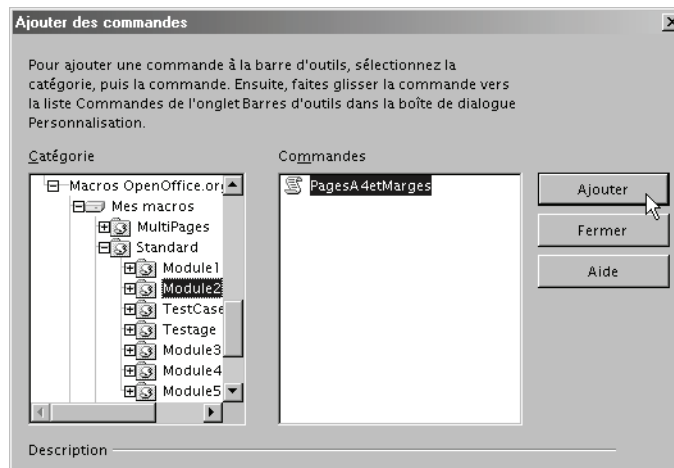 Ajouter des commandes
Pour ajouter une commande à la barre d'outils, sélectionnez la
catégorie, puis la commande. Ensuite, faites glisser la commande vers
la liste Commandes de l'onglet Barres d'outils dans la boîte de dialogue
Personnalisation.
Catégorie
Commandes
Macros OpenOffice.org
Mes macros
MultiPages
Standard
Module1
Module2
TestCase
Testage
Module3
Module4
Module5
PagesA4etMarges
Ajouter
Fermer
Aide
Description